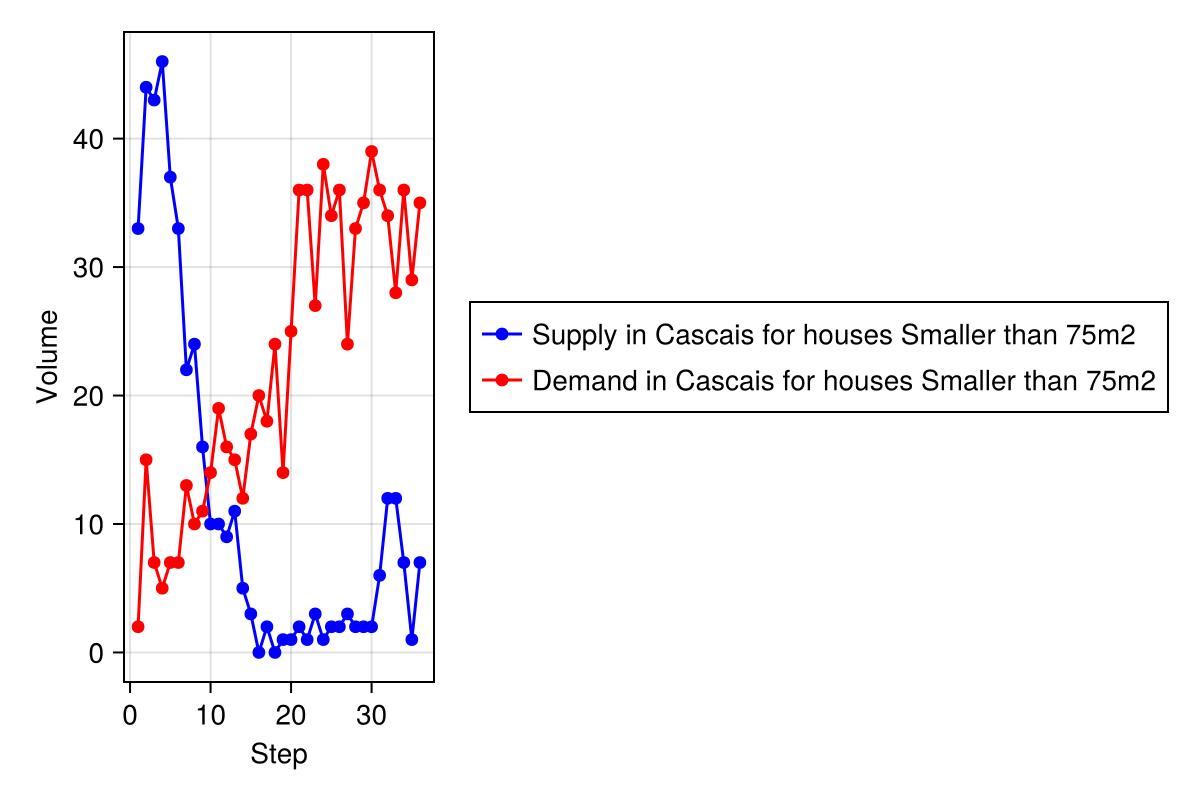 Volume
40
30
20
10
0
0 10 20 30
Step
Supply in Cascais for houses Smaller than 75m2
Demand in Cascais for houses Smaller than 75m2